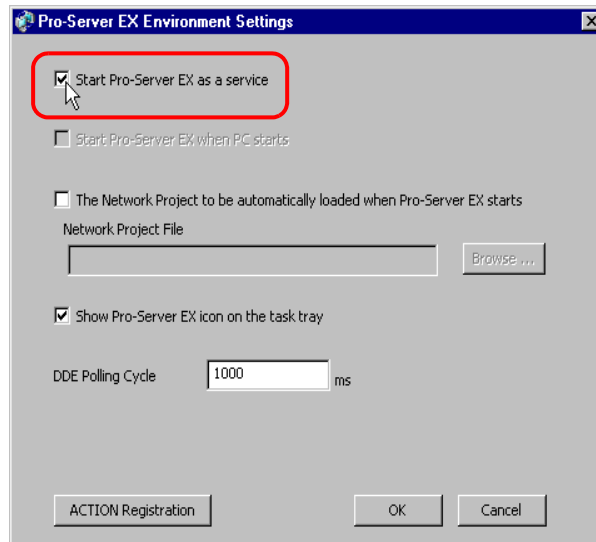 Pro-Server EX Environment Settings
Start Pro-Server EX as a service
Start Pro-Server EX when PC starts
The Network Project to be automatically loaded when Pro-Server EX starts
Network Project File
Browse ...
Show Pro-Server EX icon on the task tray
DDE Polling Cycle 1000 ms
ACTION Registration OK Cancel